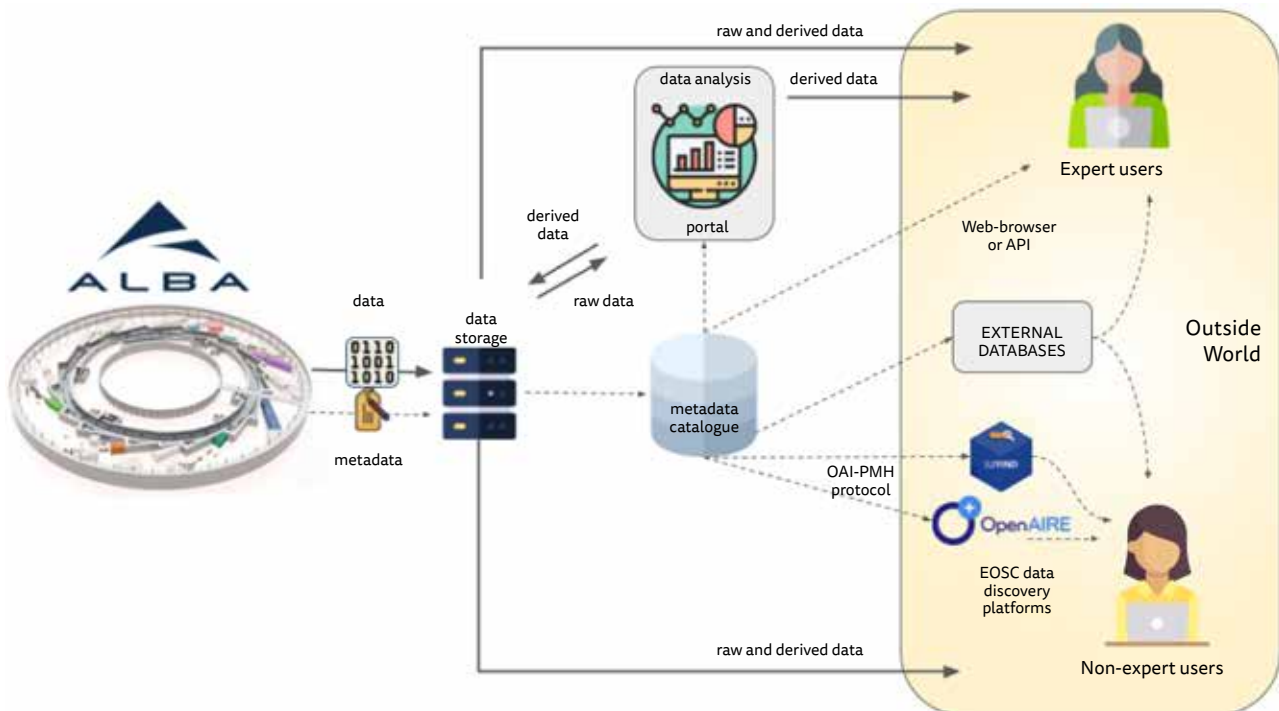 raw and derived data
data analysis
portal
derived data
Expert users
ALBA
derived
data
raw data
Web-browser
or API
data
0110
1001
1010
metadata
data
storage
metadata
catalogue
EXTERNAL
DATABASES
Outside
World
OAI-PMH
protocol
OpenAIRE
EOSC data
discovery
platforms
raw and derived data
Non-expert users